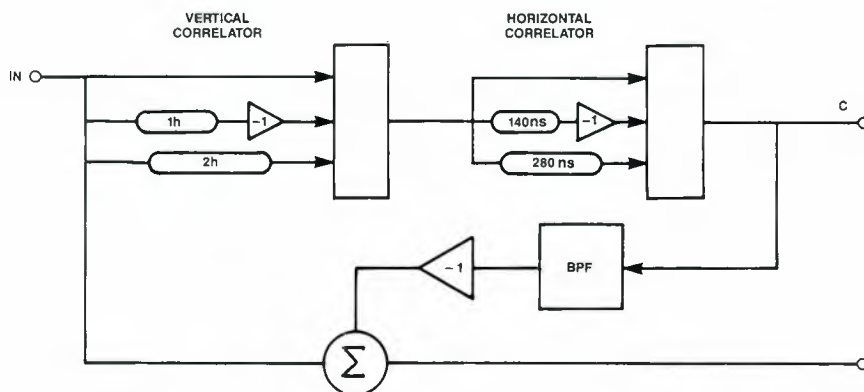 VERTICAL
CORRELATOR
HORIZONTAL
CORRELATOR
IN
C
1h
-1
140ns
-1
2h
280 ns
-1
BPF
Σ